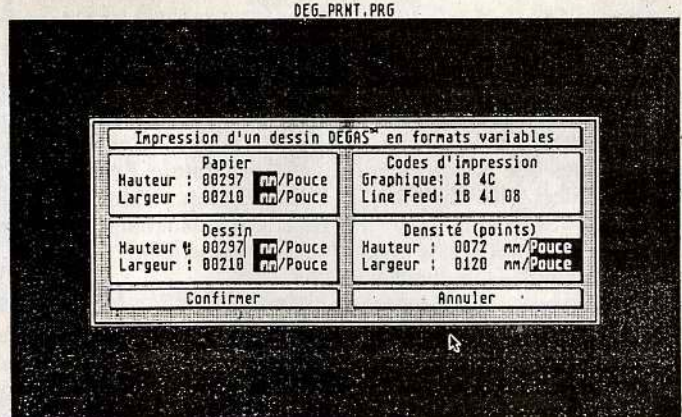 DEG_PRNT.PRG
Impression d'un dessin DEGAS™ en formats variables
Papier
Hauteur : 00297 mm/Pouce
Largeur : 00210 mm/Pouce
Codes d'impression
Graphique: 1B 4C
Line Feed: 1B 41 08
Dessin
Hauteur : 00297 mm/Pouce
Largeur : 00210 mm/Pouce
Densité (points)
Hauteur : 0072 mm/Pouce
Largeur : 0120 mm/Pouce
Confirmer
Annuler